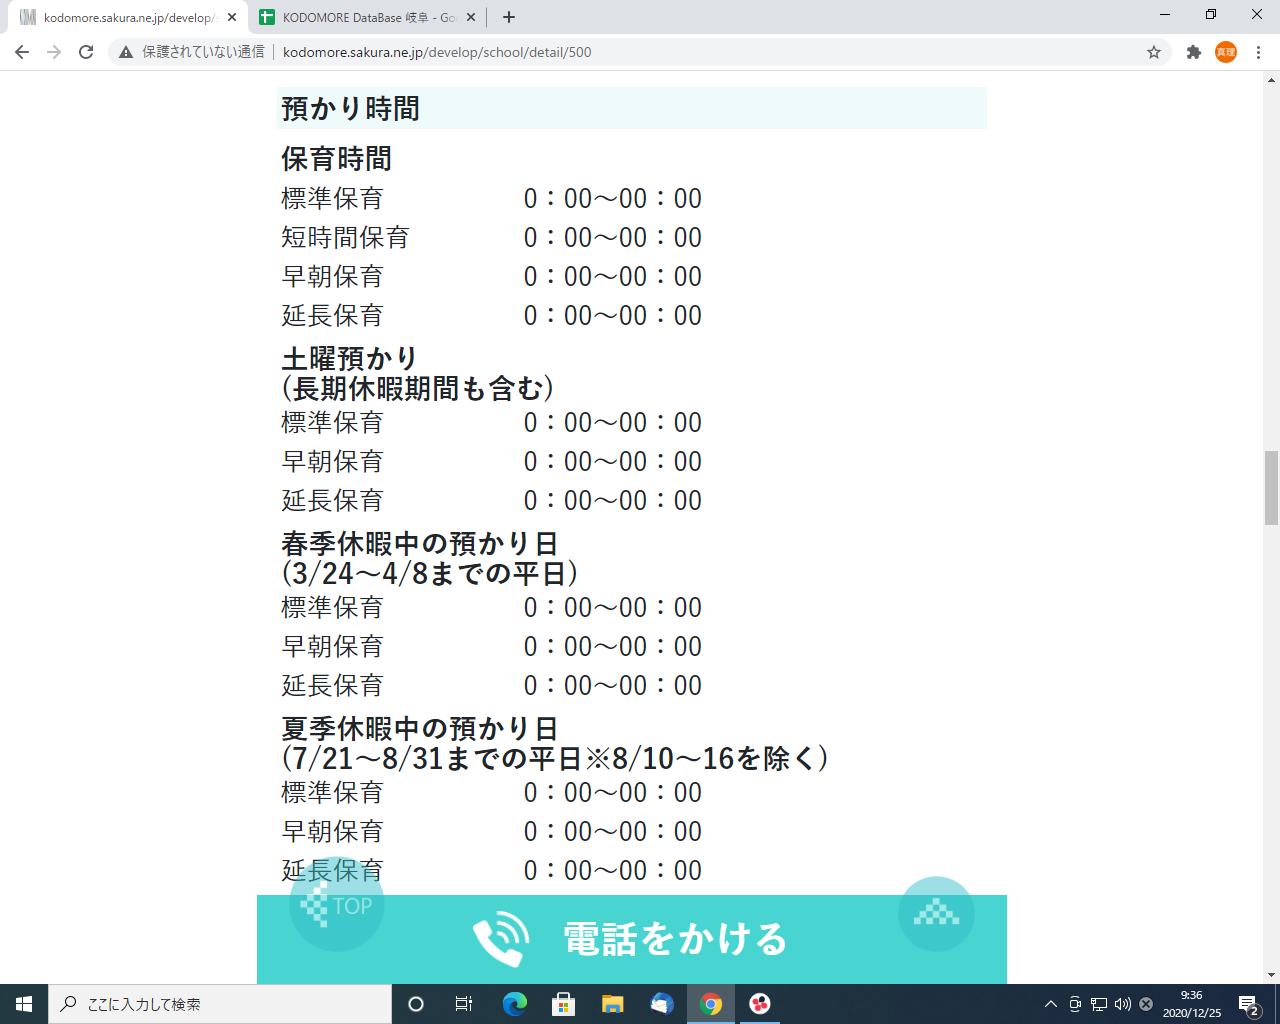 kodomore.sakura.ne.jp/develop/s
KODOMORE DataBase 岐阜 - Go
保護されていない通信 | kodomore.sakura.ne.jp/develop/school/detail/500
真理
預かり時間
保育時間
標準保育 0：00～00：00
短時間保育 0：00～00：00
早朝保育 0：00～00：00
延長保育 0：00～00：00
土曜預かり
(長期休暇期間も含む)
標準保育 0：00～00：00
早朝保育 0：00～00：00
延長保育 0：00～00：00
春季休暇中の預かり日
(3/24～4/8までの平日)
標準保育 0：00～00：00
早朝保育 0：00～00：00
延長保育 0：00～00：00
夏季休暇中の預かり日
(7/21～8/31までの平日※8/10～16を除く)
標準保育 0：00～00：00
早朝保育 0：00～00：00
延長保育 0：00～00：00
TOP
電話をかける
ここに入力して検索
9:36
2020/12/25
2